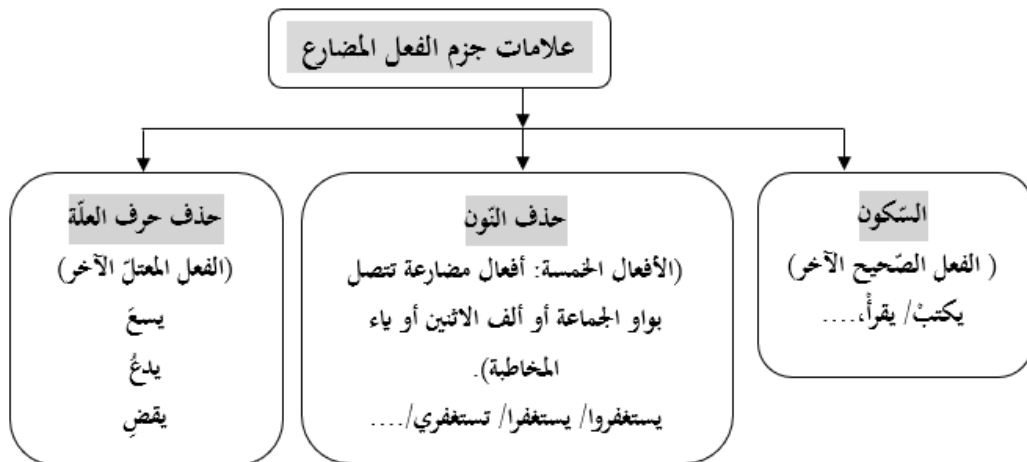 علامات جزم الفعل المضارع
السّكون
( الفعل الصّحيح الآخر)
يكتبْ/ يقرأْ،....
حذف النّون
(الأفعال الخمسة: أفعال مضارعة تتصل
بواو الجماعة أو ألف الاثنين أو ياء
المخاطبة).
يستغفروا/ يستغفرا/ تستغفري/....
حذف حرف العلّة
(الفعل المعتلّ الآخر)
يسعَ
يدعُ
يقضِ